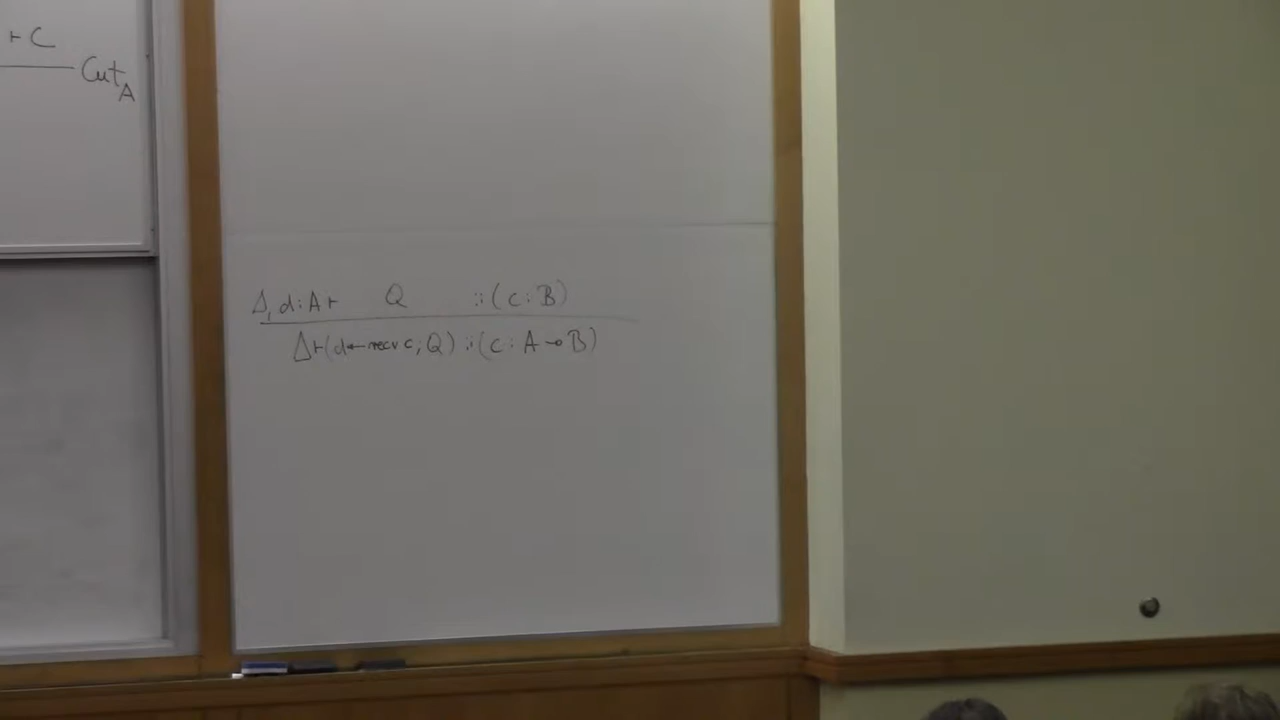 ⊢ C
Cut_A
Δ, d : A ⊢ Q :: (c : B)
Δ ⊢ (d ← recv c ; Q) :: (c : A ⊸ B)